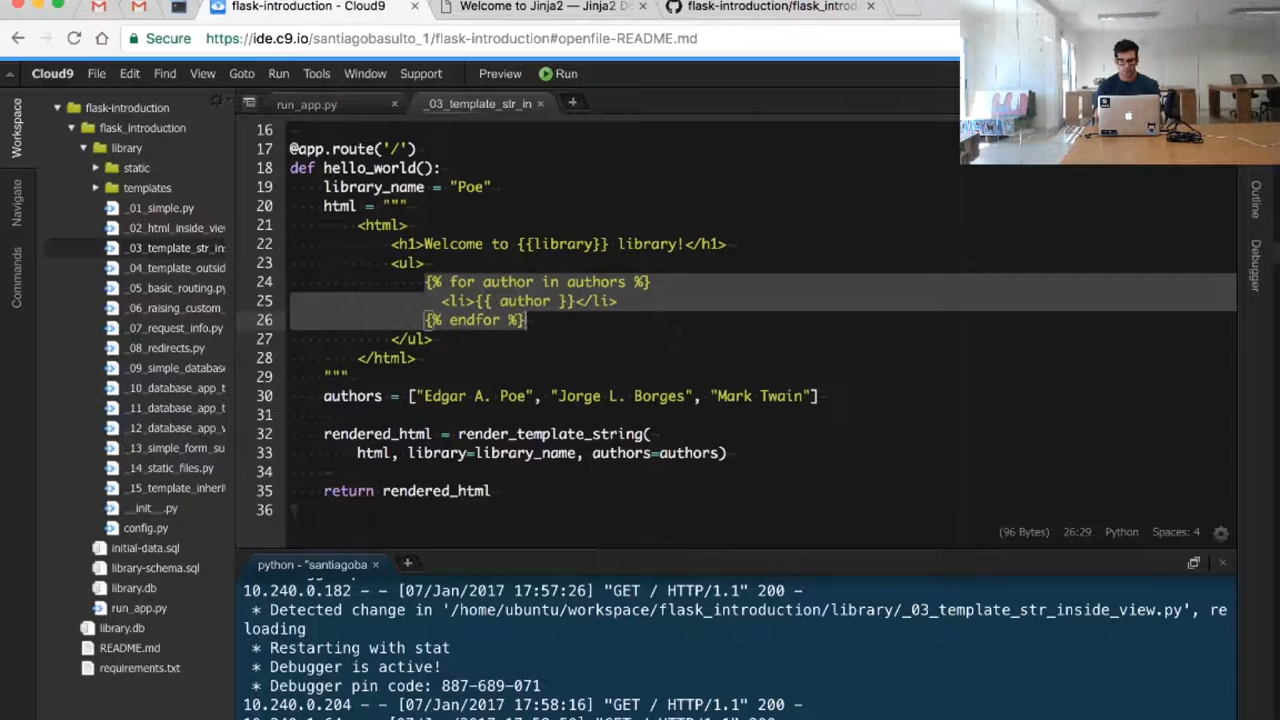 flask-introduction - Cloud9
Welcome to Jinja2 — Jinja2 D
flask-introduction/flask_introd
Secure
https://ide.c9.io/santiagobasulto_1/flask-introduction#openfile-README.md
Cloud9 File Edit Find View Goto Run Tools Window Support Preview Run
Workspace
Navigate
Commands
flask-introduction
flask_introduction
library
static
templates
_01_simple.py
_02_html_inside_vie
_03_template_str_in
_04_template_outsid
_05_basic_routing.py
_06_raising_custom_
_07_request_info.py
_08_redirects.py
_09_simple_database
_10_database_app_t
_11_database_app_t
_12_database_app_v
_13_simple_form_su
_14_static_files.py
_15_template_inherit
__init__.py
config.py
initial-data.sql
library-schema.sql
library.db
run_app.py
library.db
README.md
requirements.txt
run_app.py
_03_template_str_in
16
17 @app.route('/')
18 def hello_world():
19 library_name = "Poe"
20 html = """
21 <html>
22 <h1>Welcome to {{library}} library!</h1>
23 <ul>
24 {% for author in authors %}
25 <li>{{ author }}</li>
26 {% endfor %}
27 </ul>
28 </html>
29 """
30 authors = ["Edgar A. Poe", "Jorge L. Borges", "Mark Twain"]
31
32 rendered_html = render_template_string(
33 html, library=library_name, authors=authors)
34
35 return rendered_html
36
(96 Bytes) 26:29 Python Spaces: 4
Outline
Debugger
python - "santiagoba
10.240.0.182 - - [07/Jan/2017 17:57:26] "GET / HTTP/1.1" 200 -
* Detected change in '/home/ubuntu/workspace/flask_introduction/library/_03_template_str_inside_view.py', re
loading
* Restarting with stat
* Debugger is active!
* Debugger pin code: 887-689-071
10.240.0.204 - - [07/Jan/2017 17:58:16] "GET / HTTP/1.1" 200 -